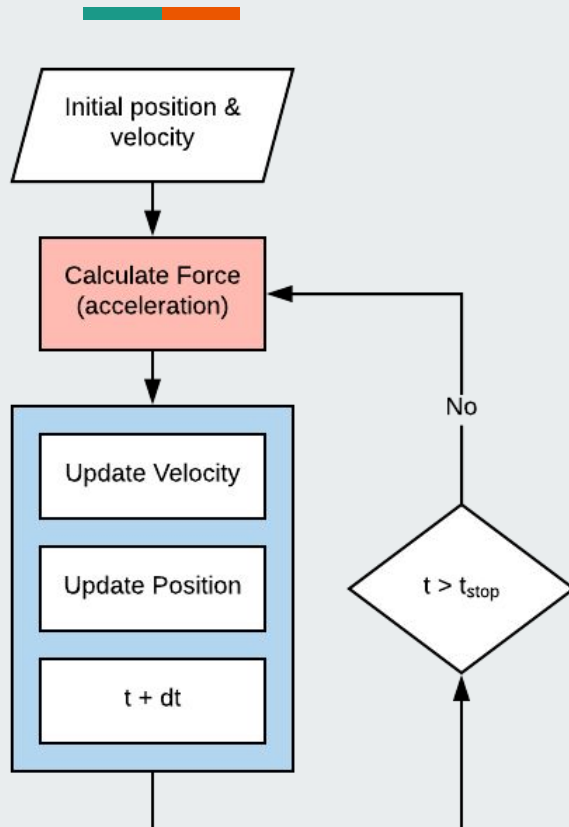 Initial position &
velocity
Calculate Force
(acceleration)
No
Update Velocity
Update Position
t > tstop
t + dt